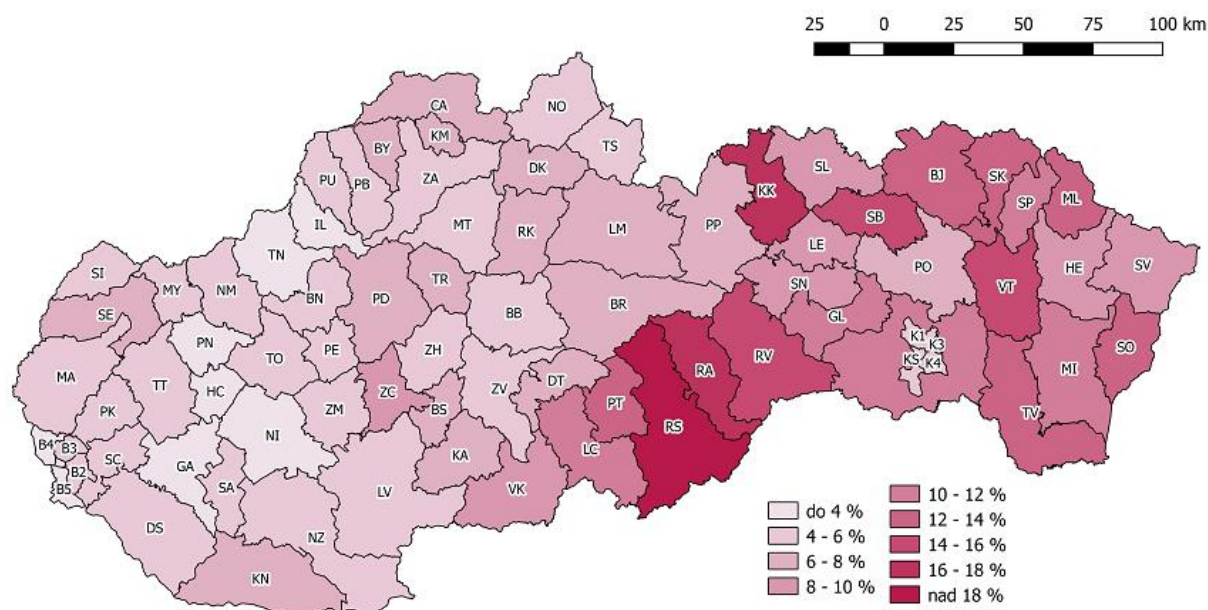 25 0 25 50 75 100 km
CA
NO
KM
BY
TS
PU
PB
ZA
DK
SL
BJ
SK
KK
SP
ML
IL
MT
RK
LM
PP
SB
TN
LE
PO
HE
SV
SI
MY
NM
BN
PD
TR
BR
SN
VT
SE
BB
GL
PN
TO
PE
ZH
K1
K3
RV
SO
MA
TT
HC
ZM
ZC
BS
ZV
DT
PT
RA
KS
K4
MI
PK
NI
RS
TV
B4
B3
SC
GA
KA
LC
B2
B5
SA
LV
VK
DS
NZ
KN
do 4 %
4 - 6 %
6 - 8 %
8 - 10 %
10 - 12 %
12 - 14 %
14 - 16 %
16 - 18 %
nad 18 %